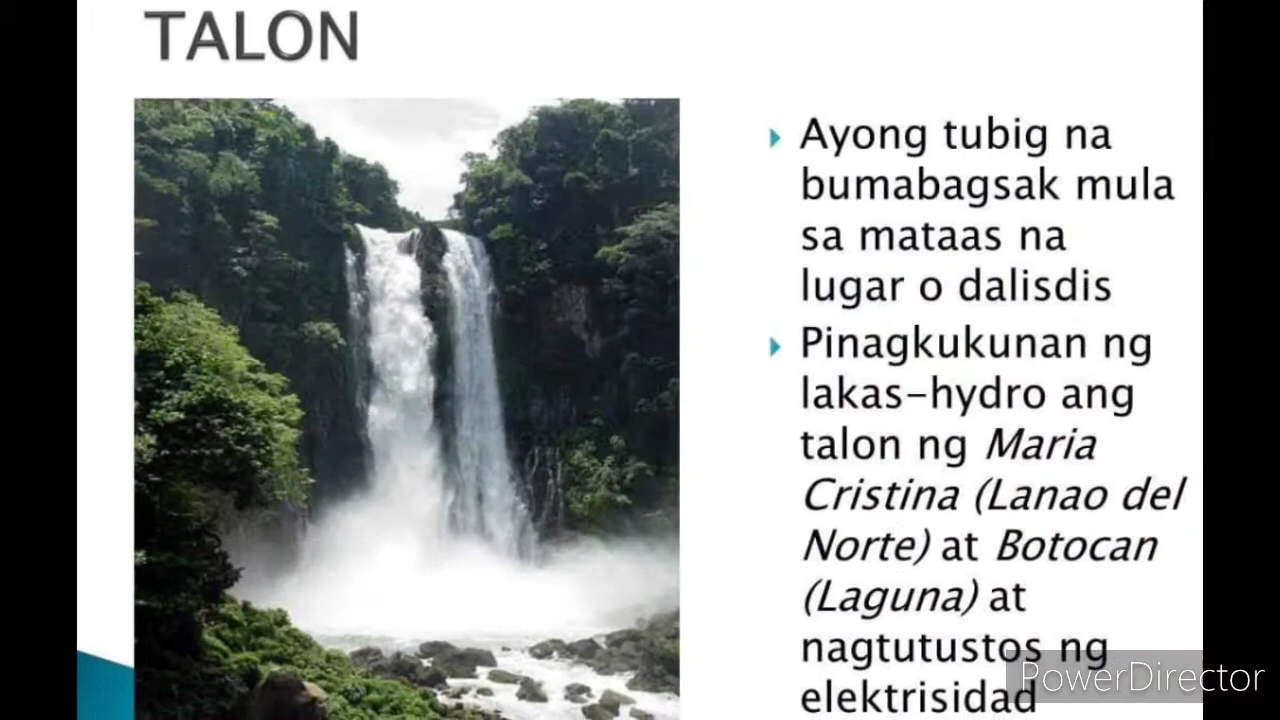 TALON
Ayong tubig na
bumabagsak mula
sa mataas na
lugar o dalisdis
Pinagkukunan ng
lakas-hydro ang
talon ng Maria
Cristina (Lanao del
Norte) at Botocan
(Laguna) at
nagtutustos ng
elektrisidad
PowerDirector